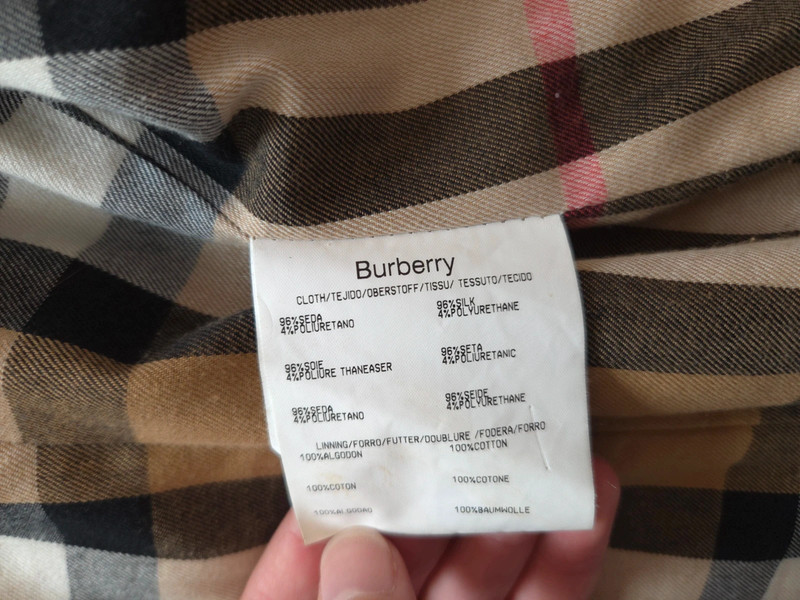 Burberry
CLOTH/TEJIDO/OBERSTOFF/TISSU/ TESSUTO/TECIDO
96%SEDA
4%POLIURETANO
96%SILK
4%POLYURETHANE
96%SOIE
4%POLIURE THANEASER
96%SETA
4%POLIURETANIC
96%SEDA
4%POLIURETANO
96%SEIDE
4%POLYURETHANE
LINNING/FORRO/FUTTER/DOUBLURE /FODERA/FORRO
100%ALGODON
100%COTTON
100%COTON
100%COTONE
100%ALGODAO
100%BAUMWOLLE